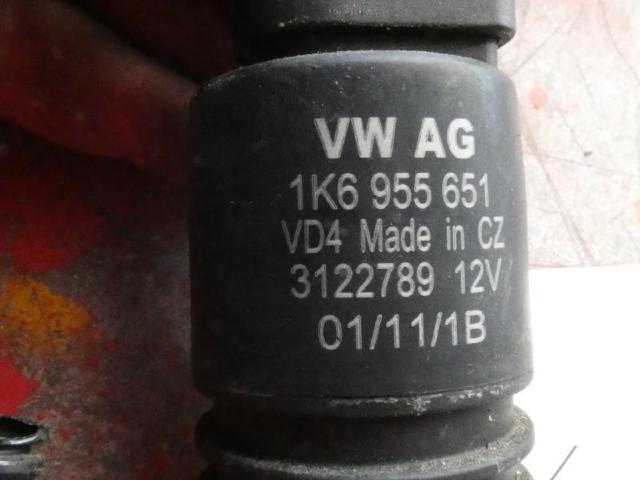 VW AG
1K6 955 651
VD4 Made in CZ
3122789 12V
01/11/1B